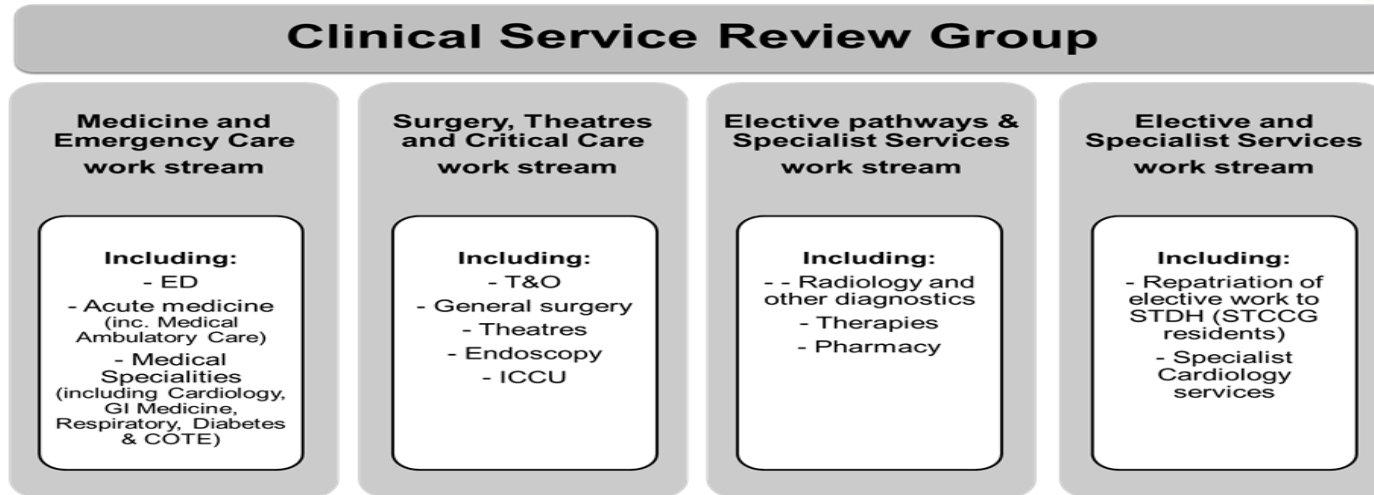 Clinical Service Review Group
Medicine and
Emergency Care
work stream
Including:
- ED
- Acute medicine
(inc. Medical
Ambulatory Care)
- Medical
Specialities
(including Cardiology,
GI Medicine,
Respiratory, Diabetes
& COTE)
Surgery, Theatres
and Critical Care
work stream
Including:
- T&O
- General surgery
- Theatres
- Endoscopy
- ICCU
Elective pathways &
Specialist Services
work stream
Including:
- - Radiology and
other diagnostics
- Therapies
- Pharmacy
Elective and
Specialist Services
work stream
Including:
- Repatriation of
elective work to
STDH (STCCG
residents)
- Specialist
Cardiology
services